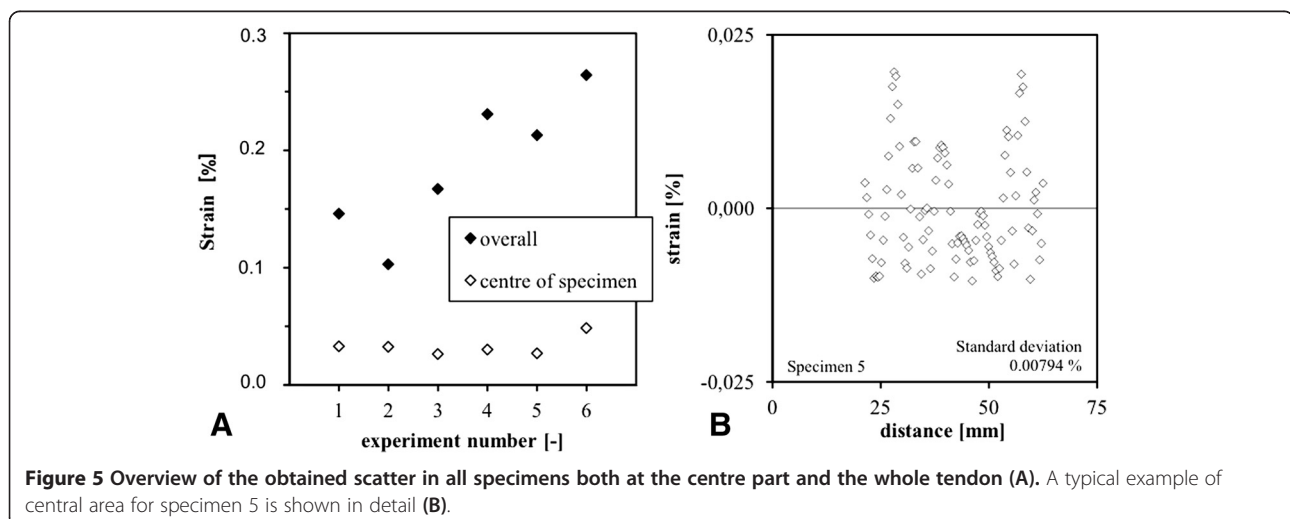 0.3
0.2
0.1
0.0
Strain [%]
1 2 3 4 5 6
experiment number [-]
overall
centre of specimen
A
0,025
0,000
-0,025
strain [%]
Specimen 5
Standard deviation
0.00794 %
0 25 50 75
distance [mm]
B
Figure 5 Overview of the obtained scatter in all specimens both at the centre part and the whole tendon (A). A typical example of
central area for specimen 5 is shown in detail (B).